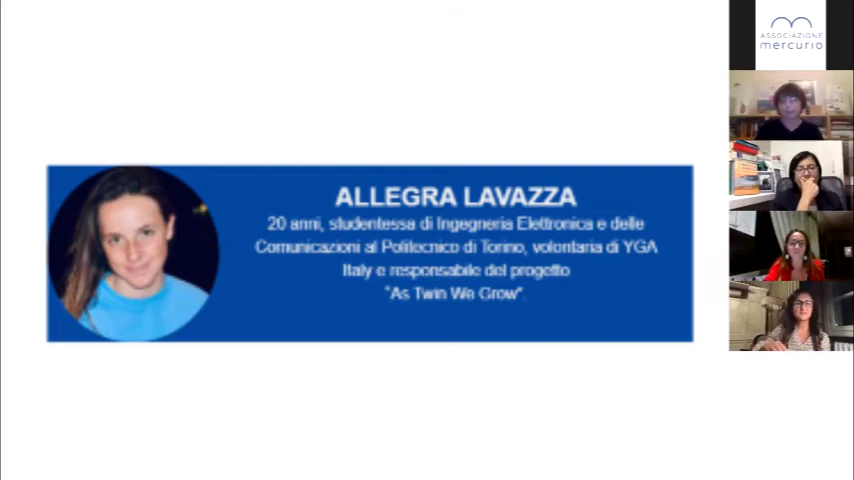 ALLEGRA LAVAZZA
20 anni, studentessa di Ingegneria Elettronica e delle
Comunicazioni al Politecnico di Torino, volontaria di YGA
Italy e responsabile del progetto
"As Twin We Grow".
ASSOCIAZIONE
mercurio